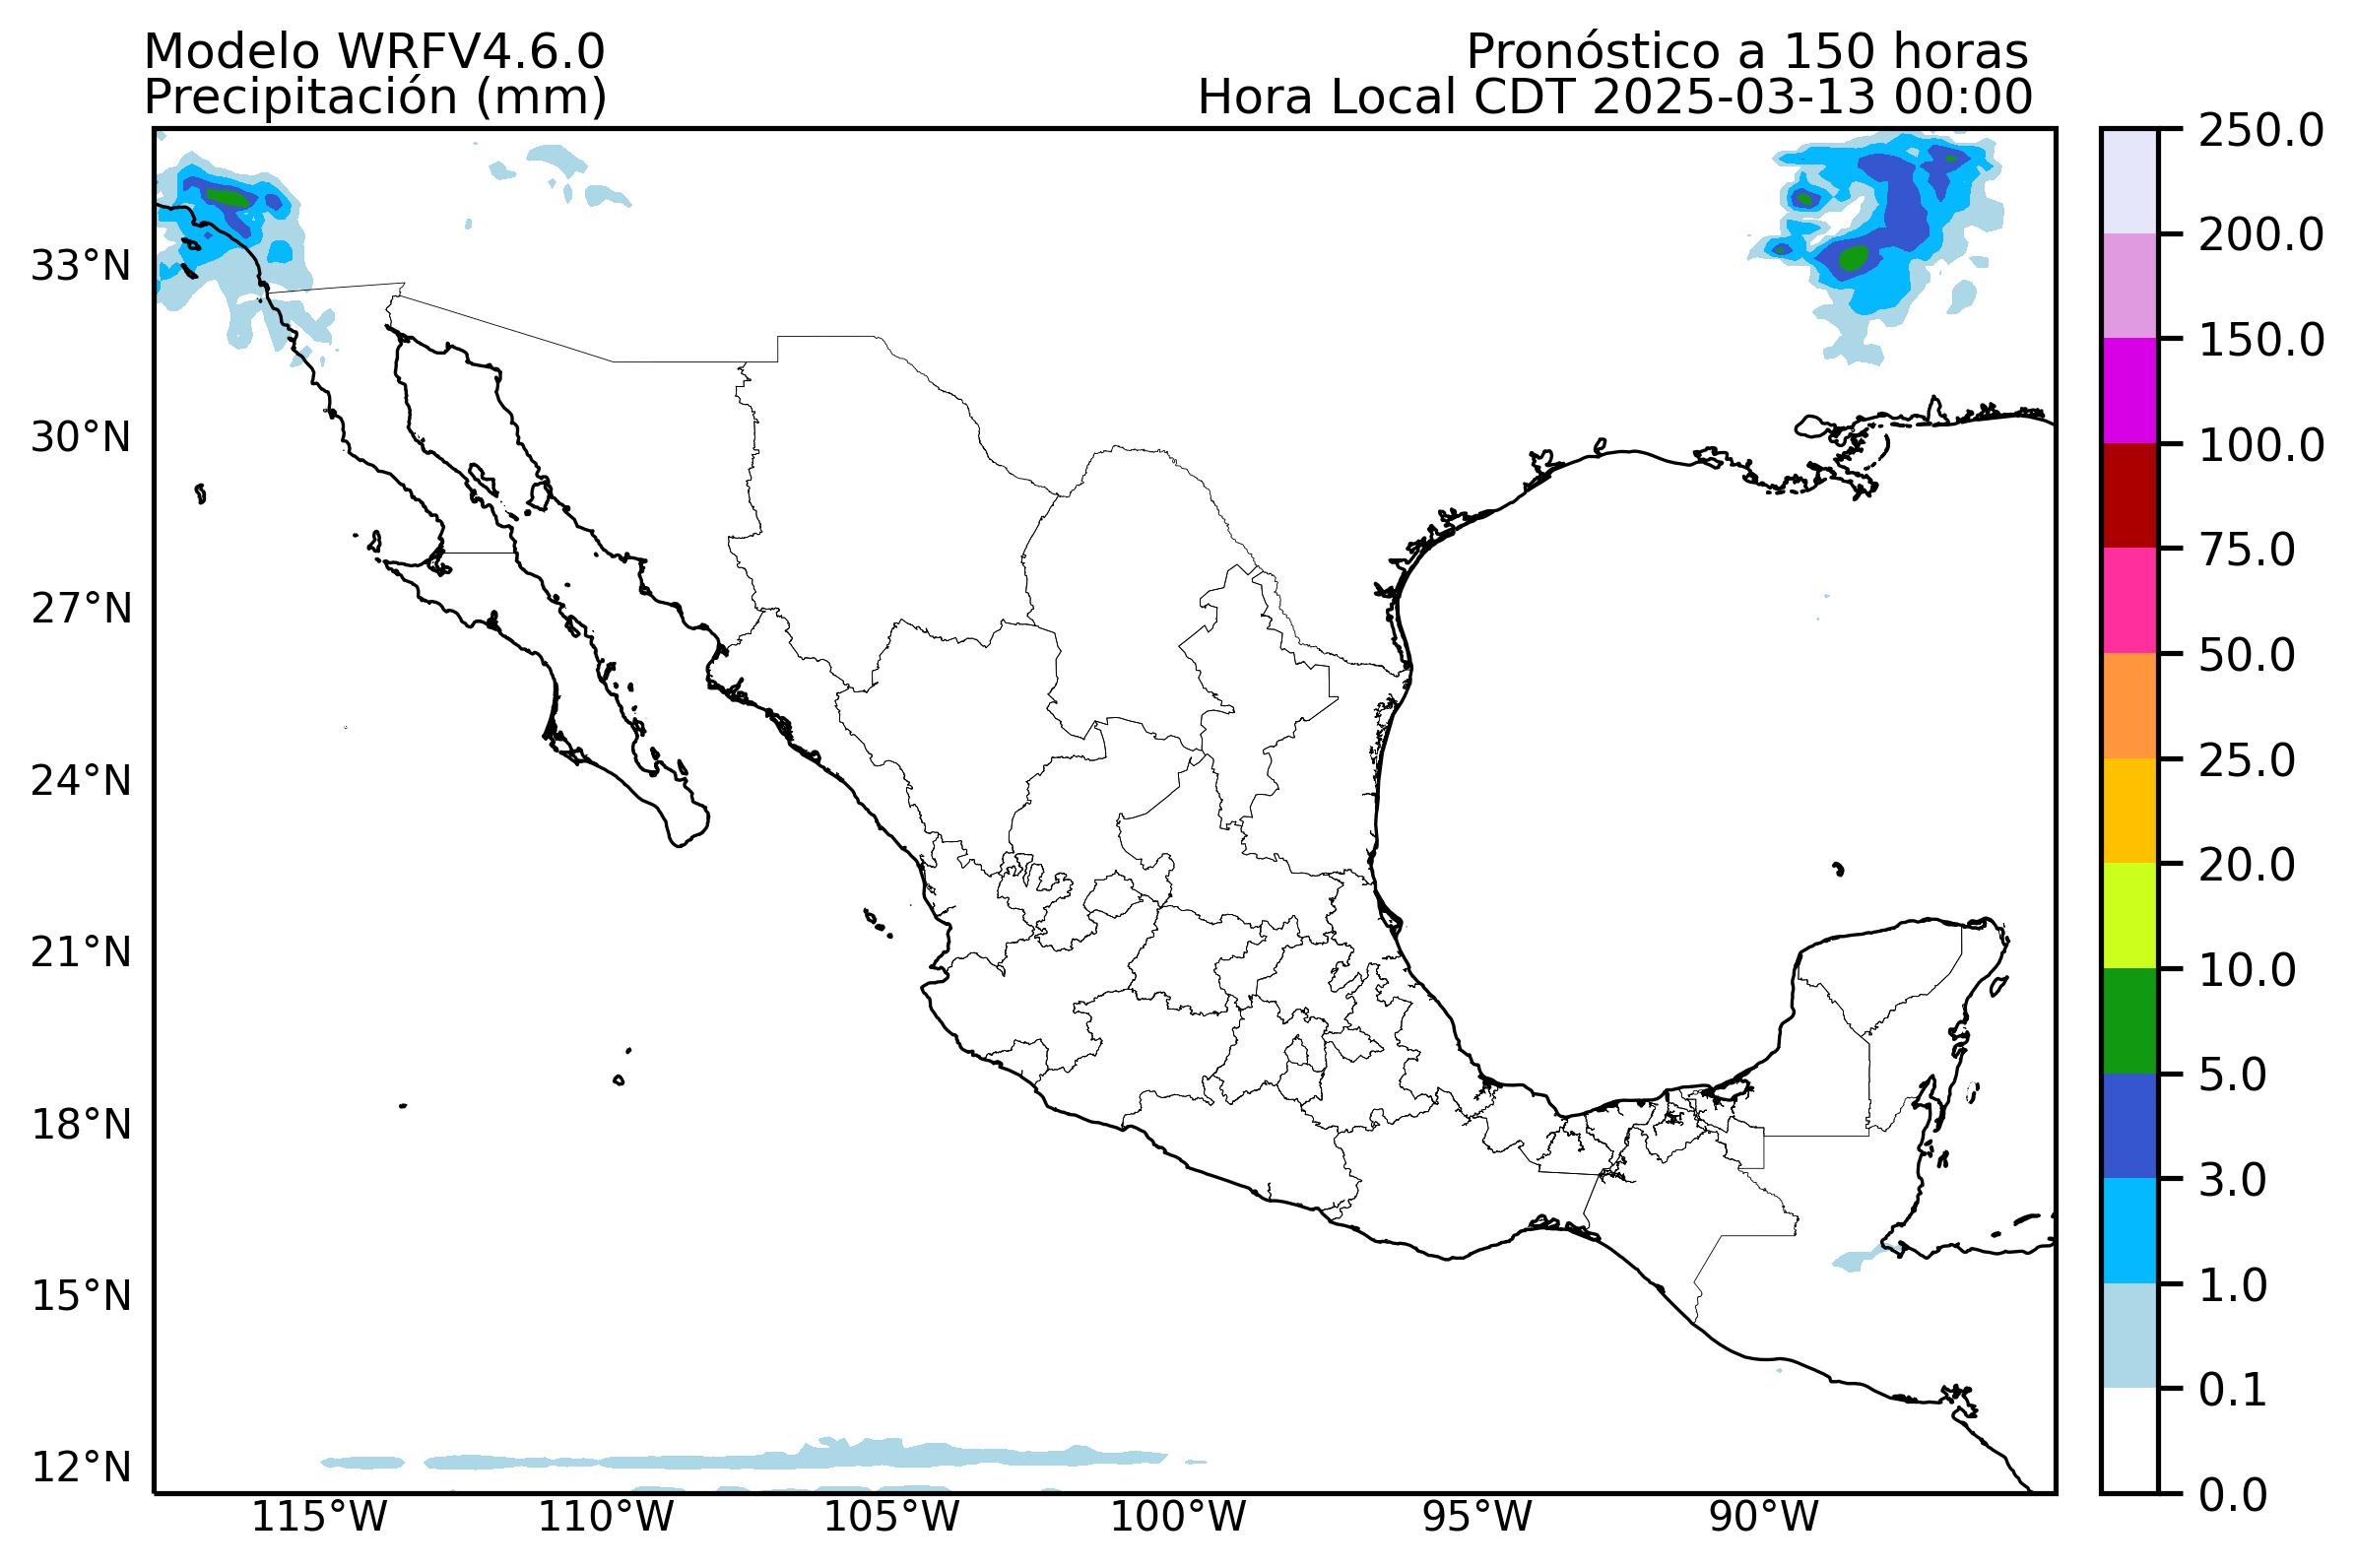 Modelo WRFV4.6.0
Precipitación (mm)
Pronóstico a 150 horas
Hora Local CDT 2025-03-13 00:00
33°N
30°N
27°N
24°N
21°N
18°N
15°N
12°N
115°W
110°W
105°W
100°W
95°W
90°W
250.0
200.0
150.0
100.0
75.0
50.0
25.0
20.0
10.0
5.0
3.0
1.0
0.1
0.0